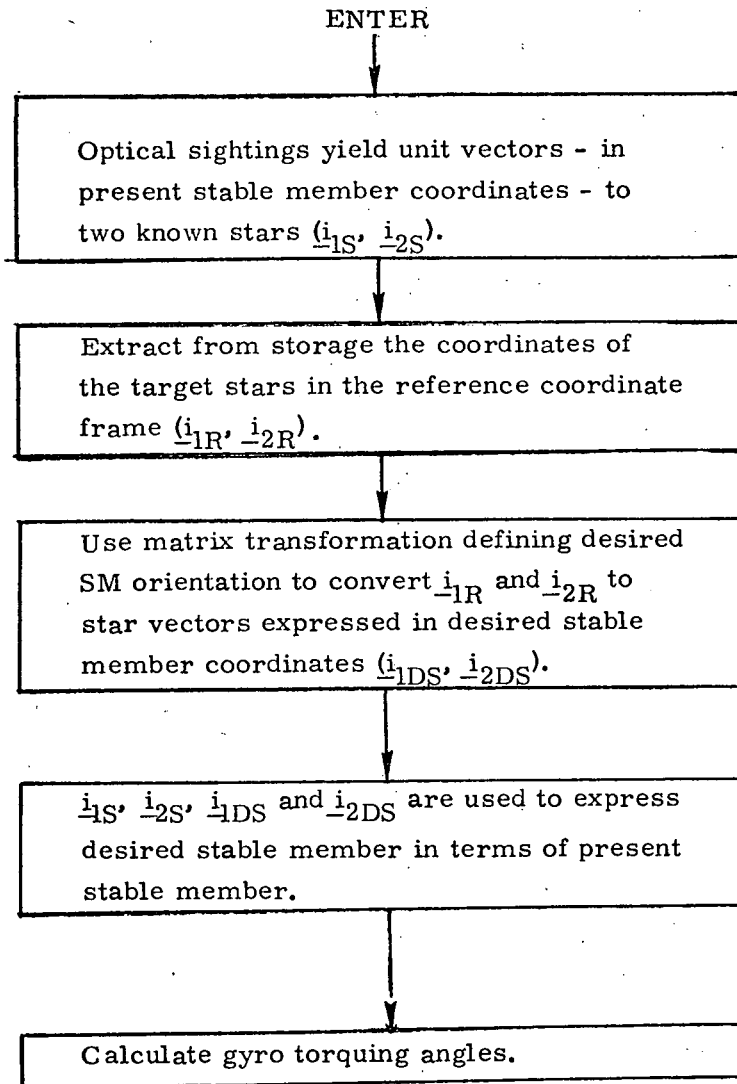 ENTER
Optical sightings yield unit vectors - in
present stable member coordinates - to
two known stars (i1S, i2S).
Extract from storage the coordinates of
the target stars in the reference coordinate
frame (i1R, i2R).
Use matrix transformation defining desired
SM orientation to convert i1R and i2R to
star vectors expressed in desired stable
member coordinates (i1DS, i2DS).
i1S, i2S, i1DS and i2DS are used to express
desired stable member in terms of present
stable member.
Calculate gyro torquing angles.